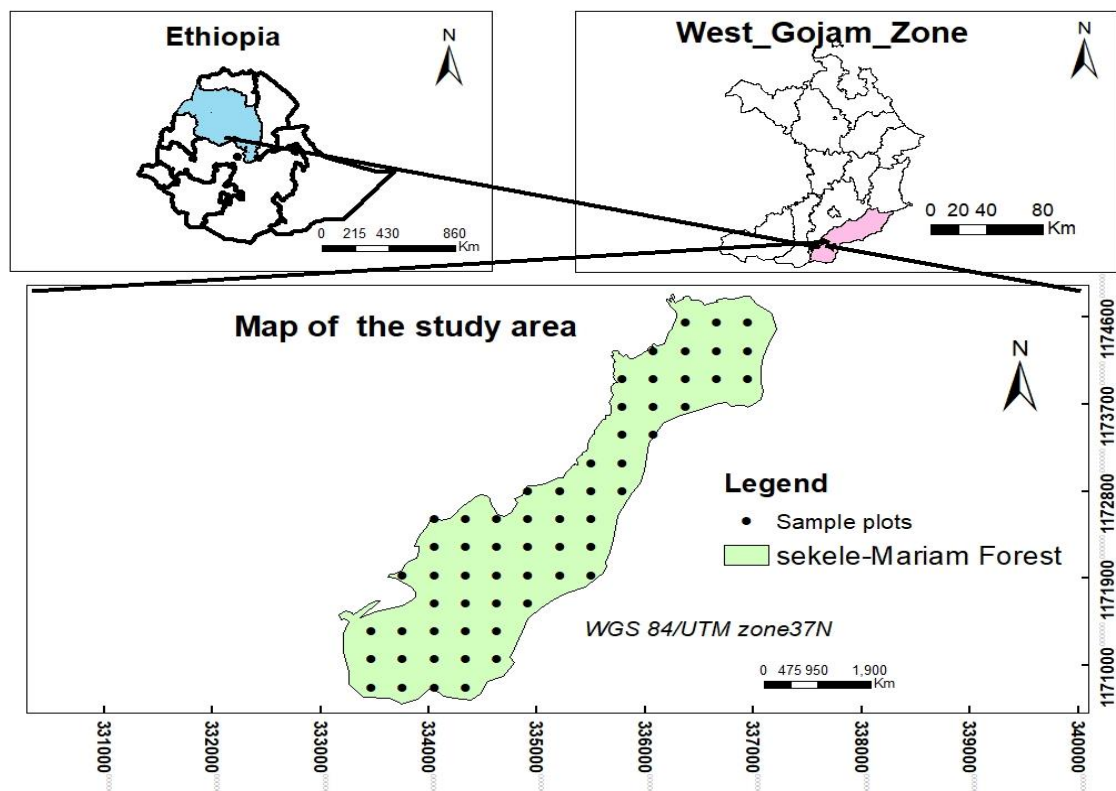 Ethiopia
N
0 215 430 860
Km
West_Gojam_Zone
N
0 20 40 80
Km
Map of the study area
N
Legend
Sample plots
sekele-Mariam Forest
WGS 84/UTM zone37N
0 475 950 1,900
Km
1174600
1173700
1172800
1171900
1171000
331000
332000
333000
334000
335000
336000
337000
338000
339000
340000